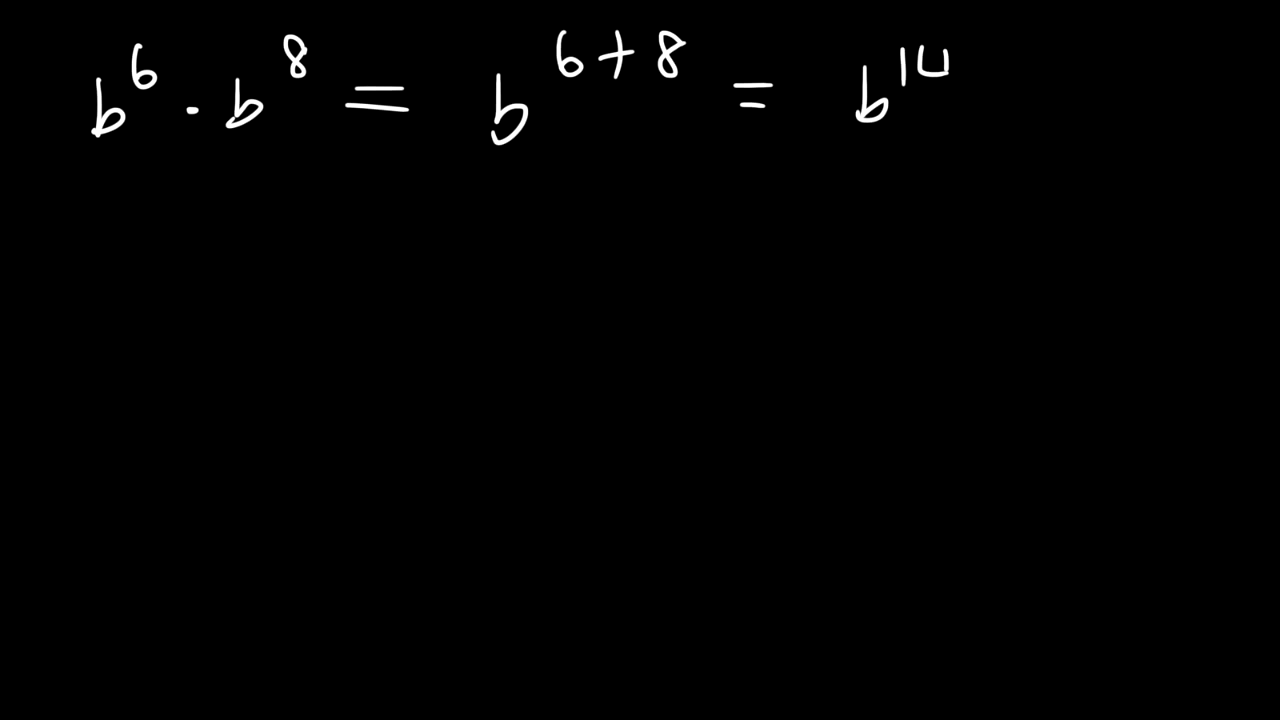 b⁶ · b⁸ = b⁶⁺⁸ = b¹⁴